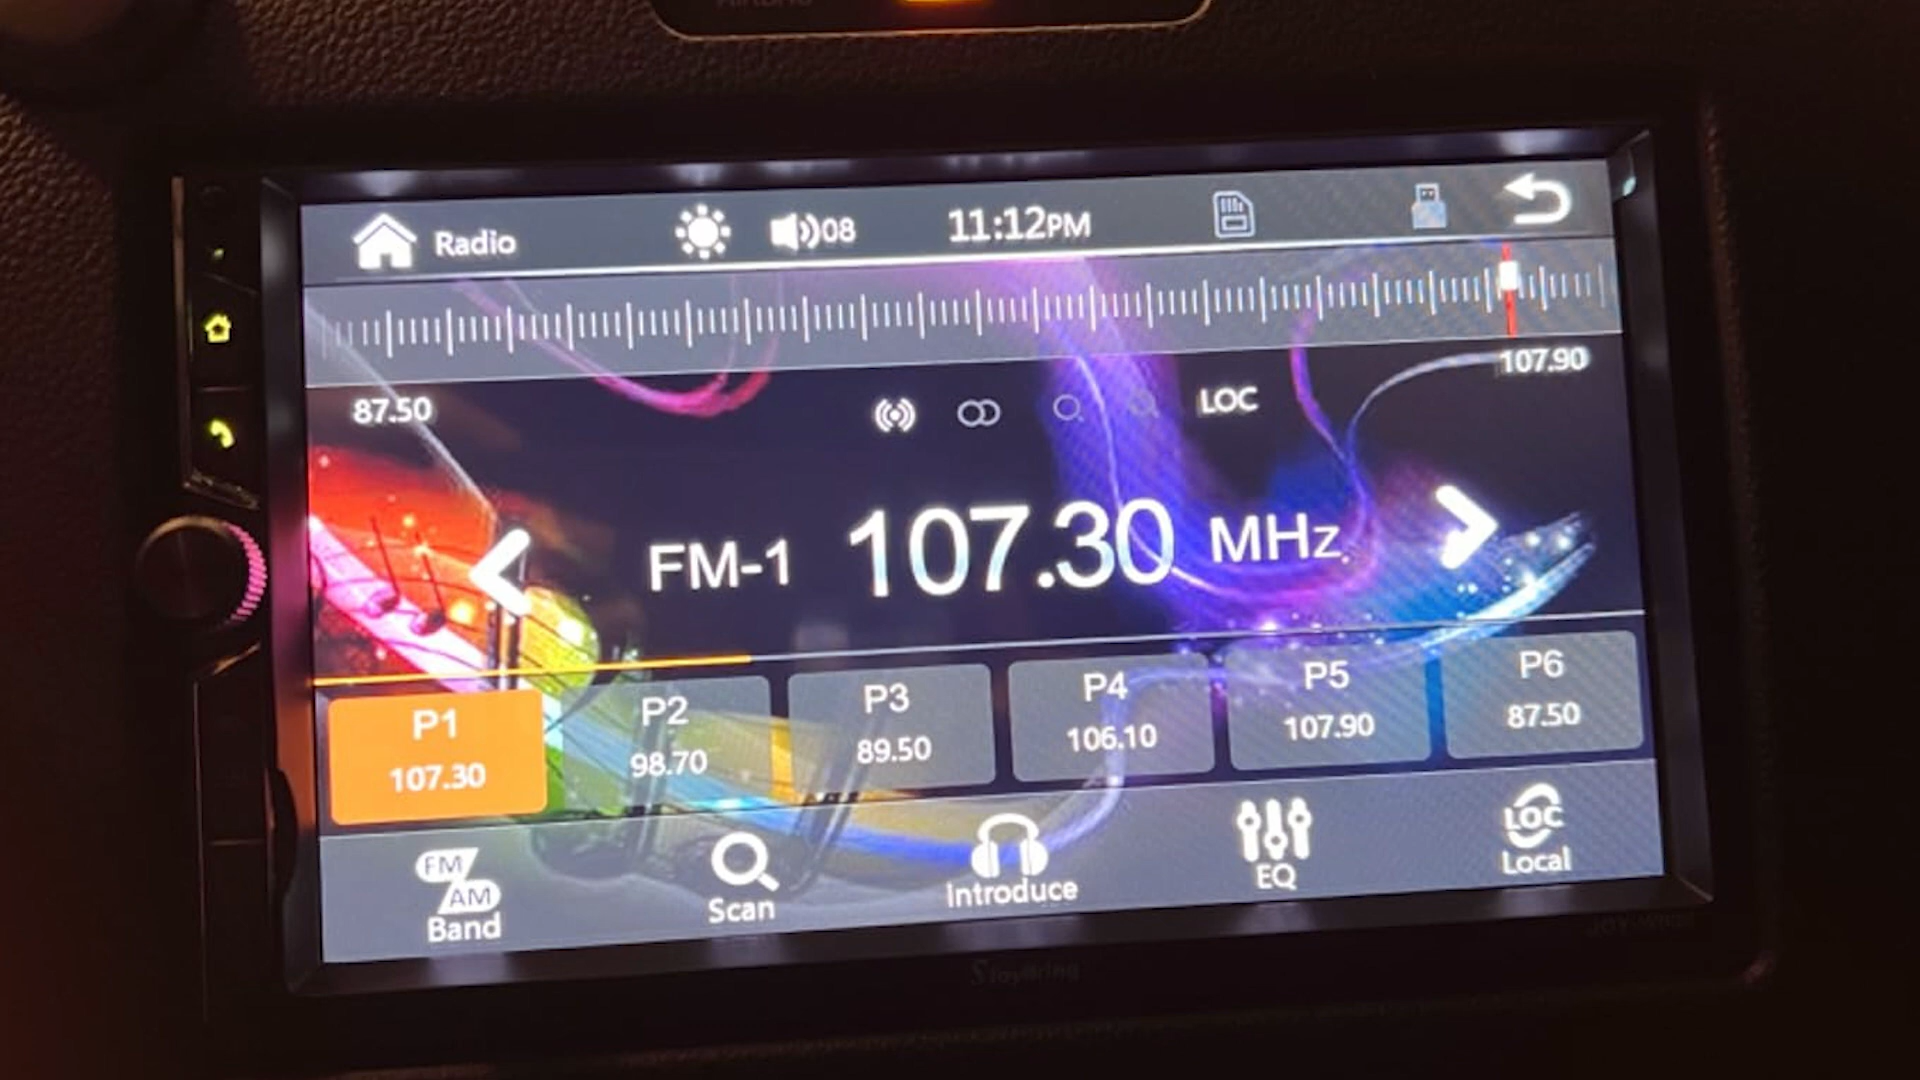 Radio 08 11:12PM
87.50 107.90
LOC
FM-1 107.30 MHz
P1 P2 P3 P4 P5 P6
107.30 98.70 89.50 106.10 107.90 87.50
FM AM LOC
Band Scan Introduce EQ Local